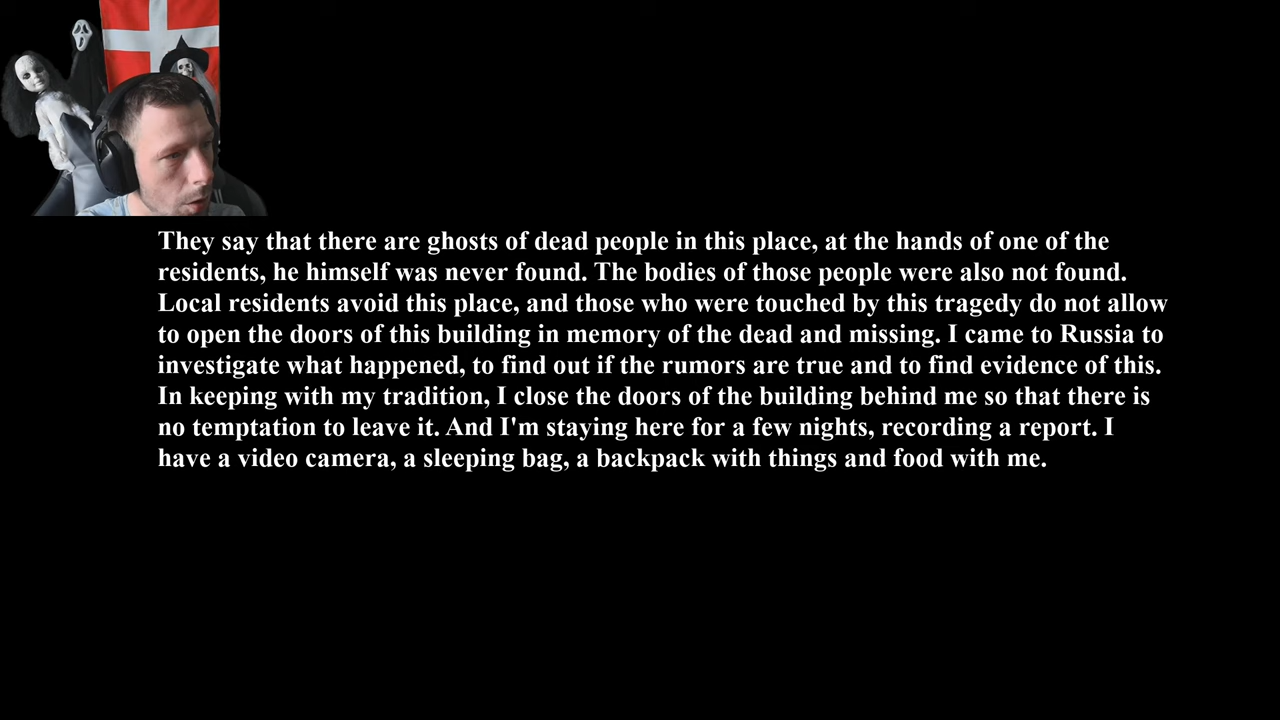 They say that there are ghosts of dead people in this place, at the hands of one of the
residents, he himself was never found. The bodies of those people were also not found.
Local residents avoid this place, and those who were touched by this tragedy do not allow
to open the doors of this building in memory of the dead and missing. I came to Russia to
investigate what happened, to find out if the rumors are true and to find evidence of this.
In keeping with my tradition, I close the doors of the building behind me so that there is
no temptation to leave it. And I'm staying here for a few nights, recording a report. I
have a video camera, a sleeping bag, a backpack with things and food with me.